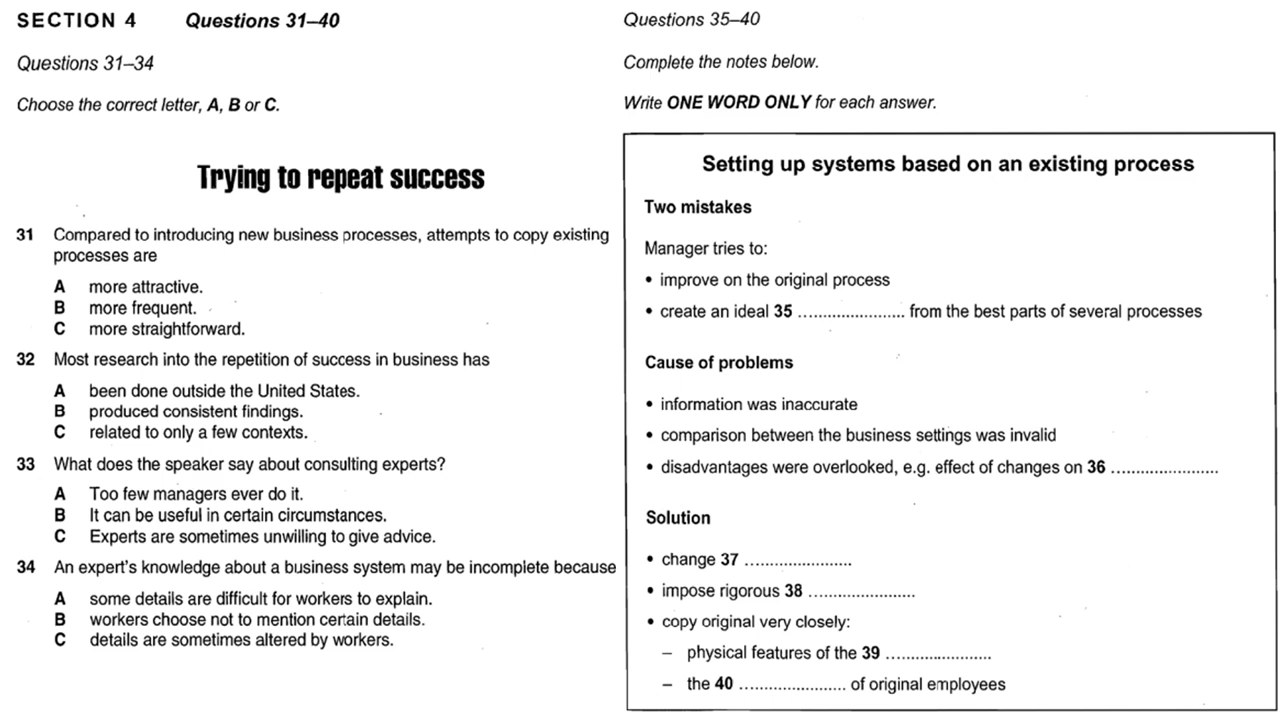 SECTION 4 Questions 31–40
Questions 31–34
Choose the correct letter, A, B or C.
Trying to repeat success
31 Compared to introducing new business processes, attempts to copy existing
processes are
A more attractive.
B more frequent.
C more straightforward.
32 Most research into the repetition of success in business has
A been done outside the United States.
B produced consistent findings.
C related to only a few contexts.
33 What does the speaker say about consulting experts?
A Too few managers ever do it.
B It can be useful in certain circumstances.
C Experts are sometimes unwilling to give advice.
34 An expert's knowledge about a business system may be incomplete because
A some details are difficult for workers to explain.
B workers choose not to mention certain details.
C details are sometimes altered by workers.
Questions 35–40
Complete the notes below.
Write ONE WORD ONLY for each answer.
Setting up systems based on an existing process
Two mistakes
Manager tries to:
• improve on the original process
• create an ideal 35 ...................... from the best parts of several processes
Cause of problems
• information was inaccurate
• comparison between the business settings was invalid
• disadvantages were overlooked, e.g. effect of changes on 36 ......................
Solution
• change 37 ......................
• impose rigorous 38 ......................
• copy original very closely:
– physical features of the 39 ......................
– the 40 ...................... of original employees